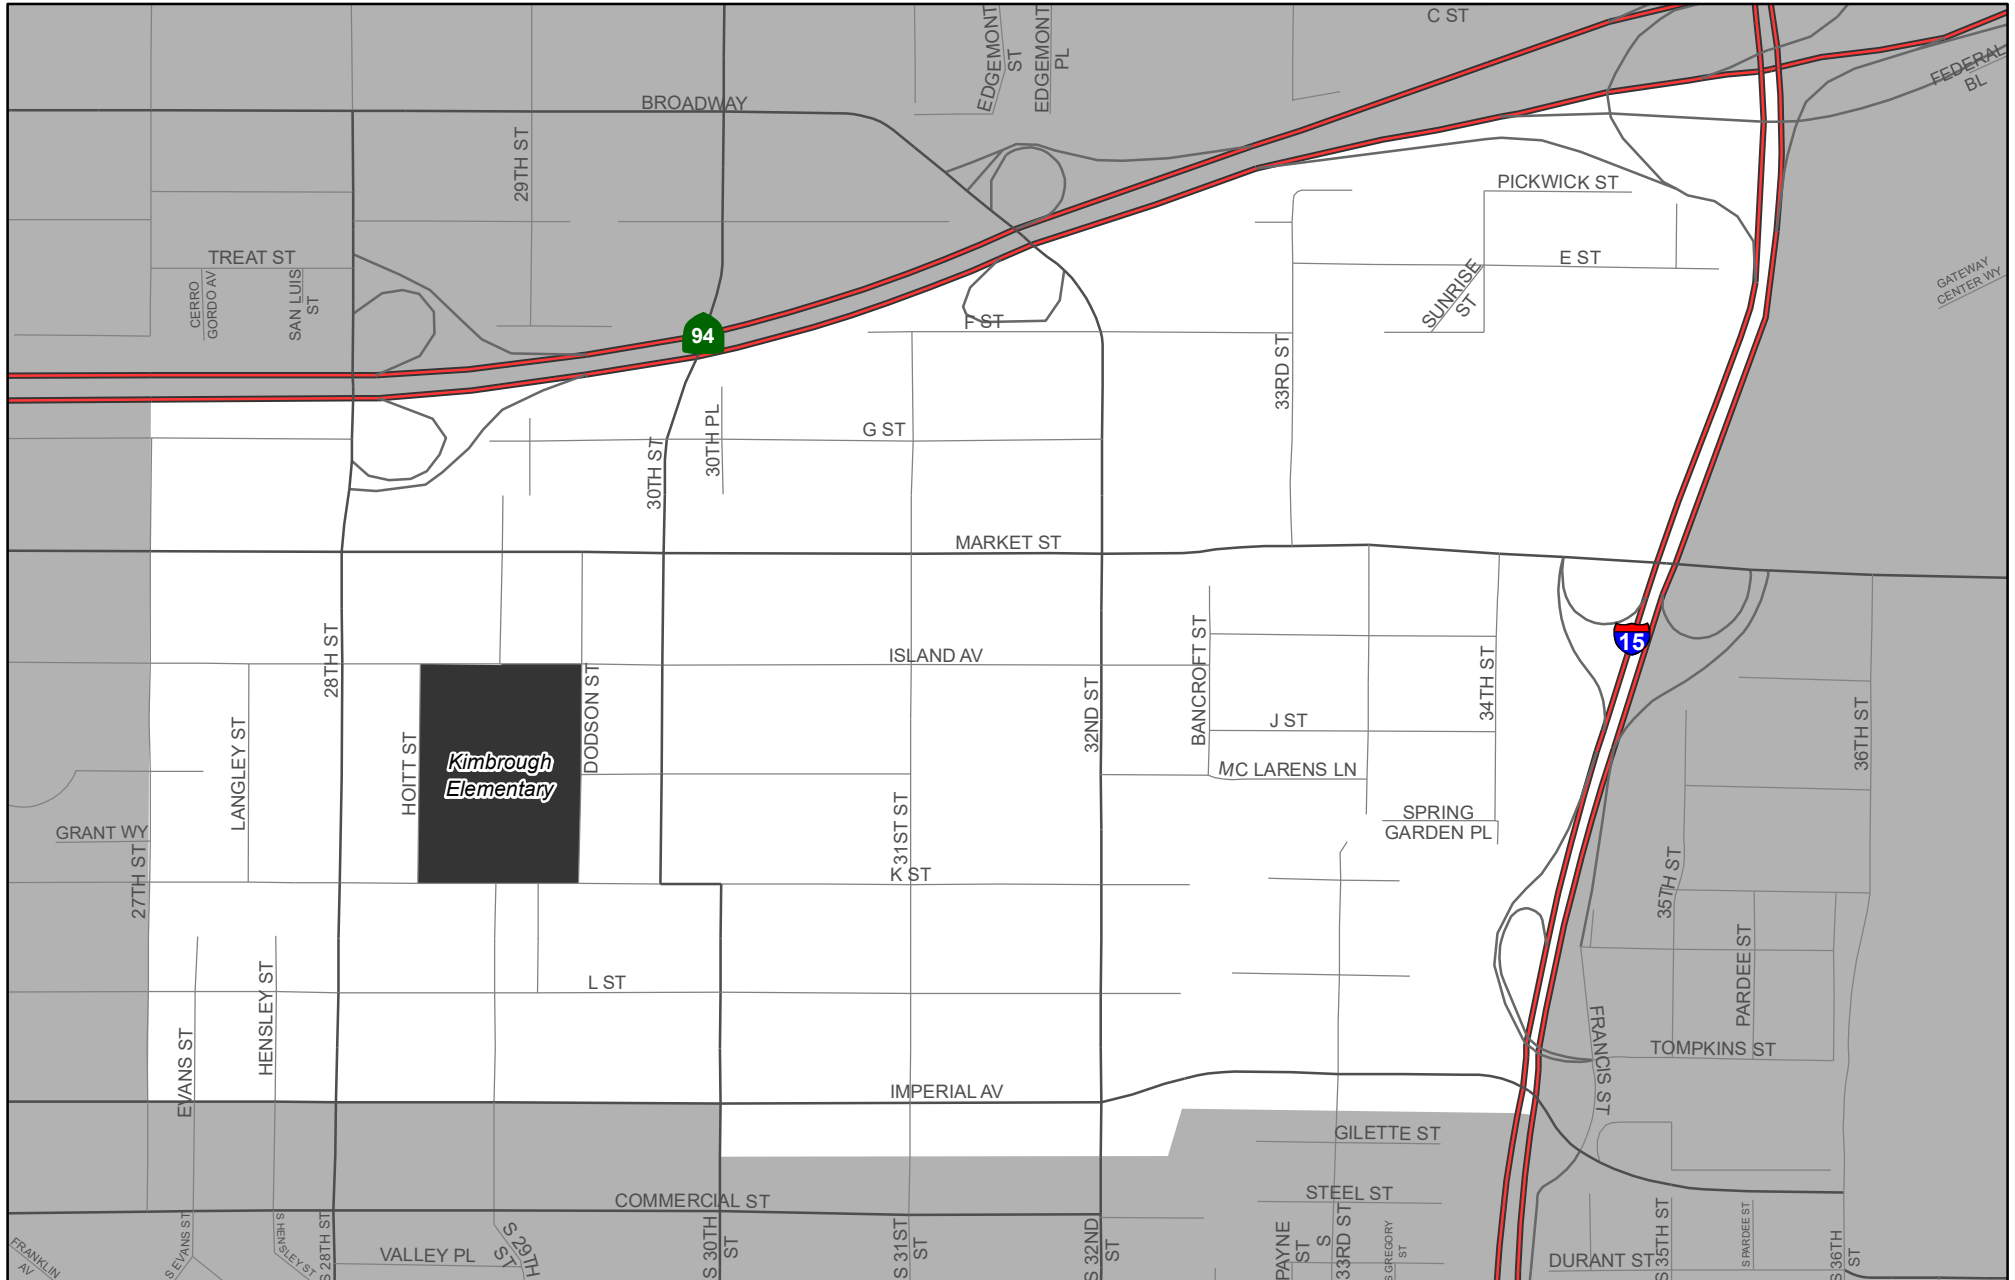 C ST
EDGEMONT
ST
EDGEMONT
PL
BROADWAY
FEDERAL
BL
29TH ST
PICKWICK ST
TREAT ST
E ST
CERRO
GORDO AV
SAN LUIS
ST
SUNRISE
ST
GATEWAY
CENTER WY
F ST
94
33RD ST
G ST
30TH PL
30TH ST
MARKET ST
15
28TH ST
ISLAND AV
BANCROFT ST
34TH ST
32ND ST
DODSON ST
J ST
36TH ST
LANGLEY ST
HOITT ST
Kimbrough
Elementary
MC LARENS LN
SPRING
GARDEN PL
GRANT WY
31ST ST
27TH ST
K ST
35TH ST
PARDEE ST
HENSLEY ST
L ST
EVANS ST
FRANCIS ST
TOMPKINS ST
IMPERIAL AV
GILETTE ST
COMMERCIAL ST
STEEL ST
FRANKLIN
AV
S EVANS ST
S HENSLEY ST
S 28TH ST
VALLEY PL
S 29TH
ST
S 30TH
ST
S 31ST
ST
S 32ND
ST
PAYNE
ST
S
33RD ST
S GREGORY
ST
DURANT ST
S 35TH ST
S PARDEE ST
S 36TH
ST